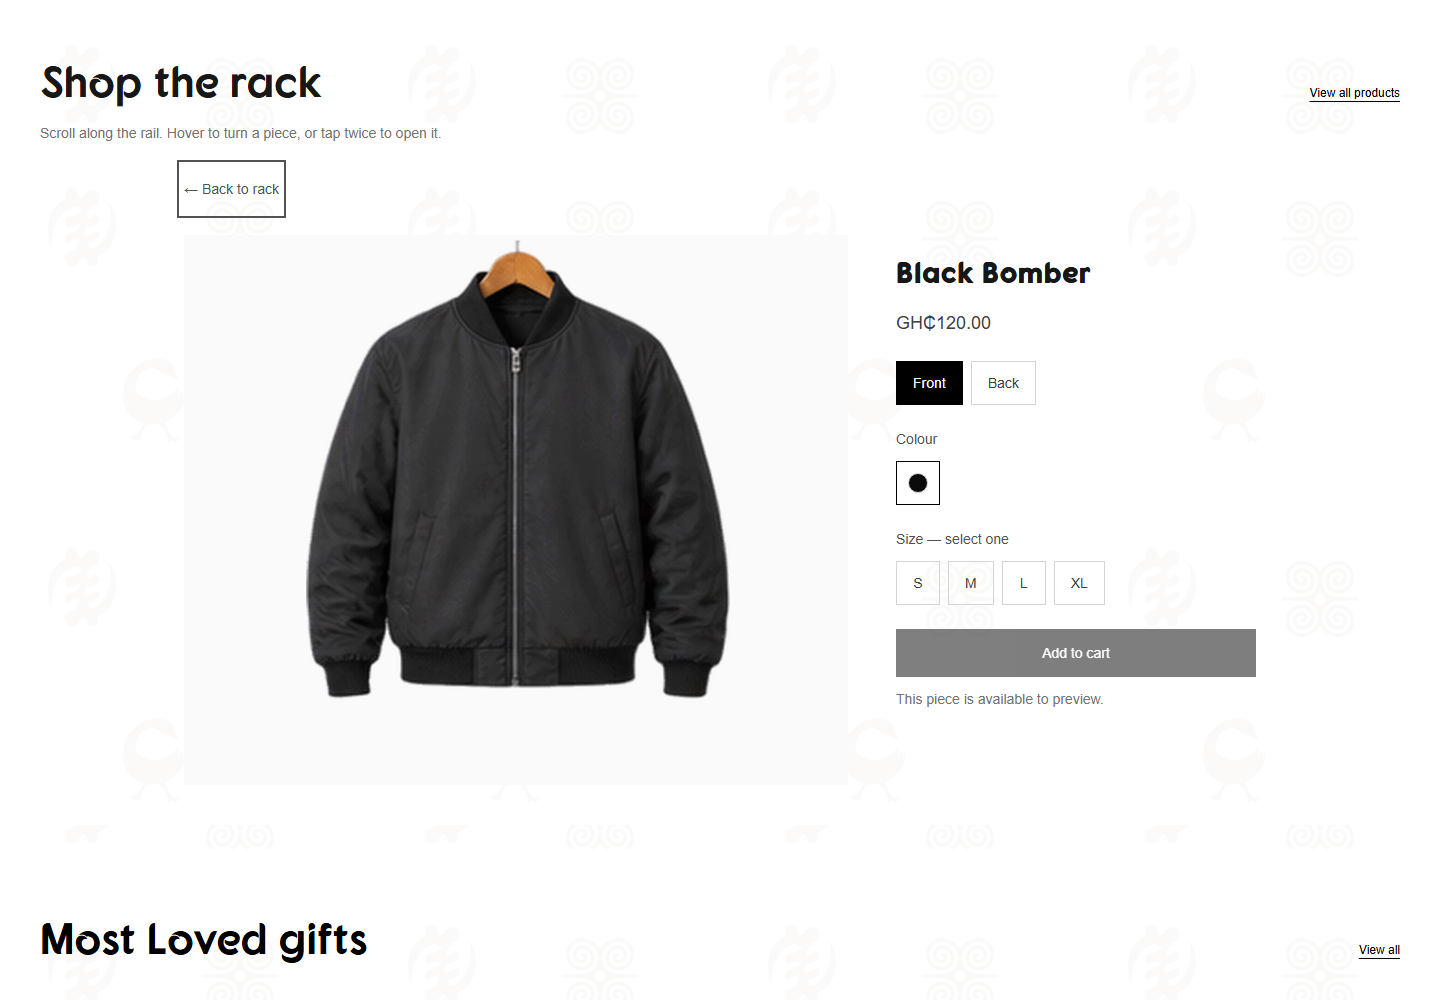 Shop the rack
View all products
Scroll along the rail. Hover to turn a piece, or tap twice to open it.
← Back to rack
Black Bomber
GH₵120.00
Front
Back
Colour
Size — select one
S
M
L
XL
Add to cart
This piece is available to preview.
Most Loved gifts
View all